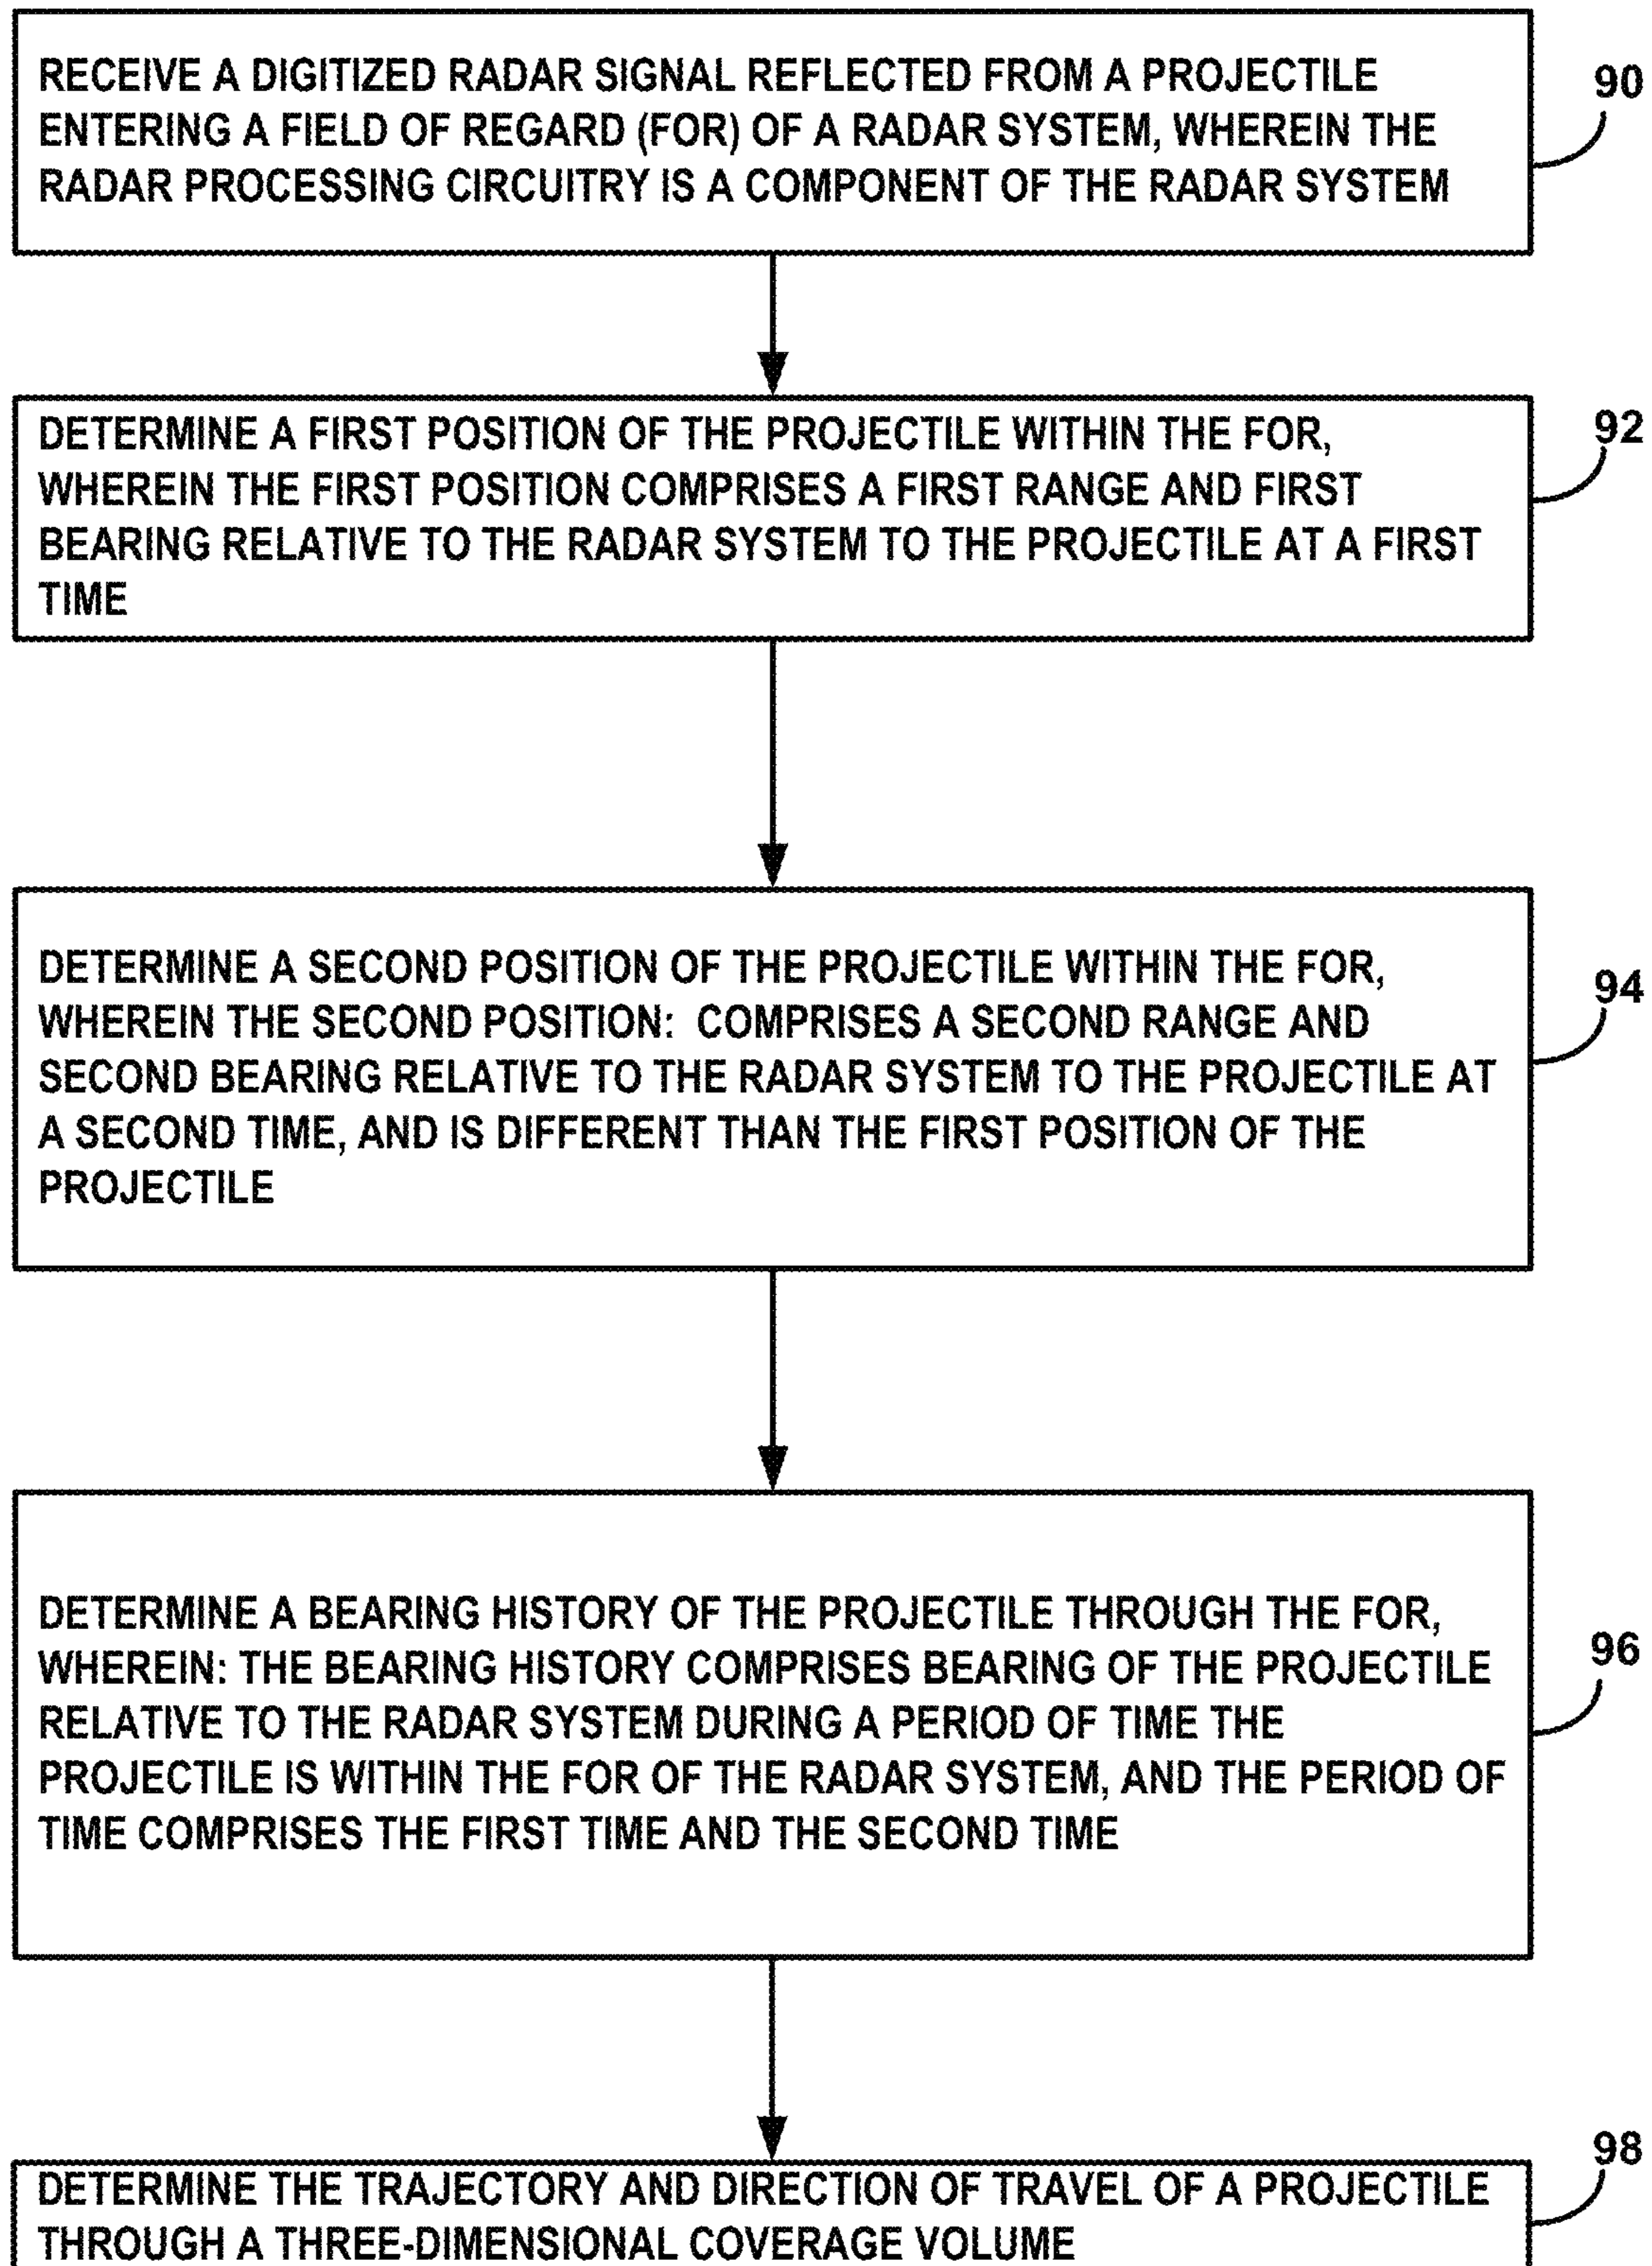 RECEIVE A DIGITIZED RADAR SIGNAL REFLECTED FROM A PROJECTILE
ENTERING A FIELD OF REGARD (FOR) OF A RADAR SYSTEM, WHEREIN THE
RADAR PROCESSING CIRCUITRY IS A COMPONENT OF THE RADAR SYSTEM
90
DETERMINE A FIRST POSITION OF THE PROJECTILE WITHIN THE FOR,
WHEREIN THE FIRST POSITION COMPRISES A FIRST RANGE AND FIRST
BEARING RELATIVE TO THE RADAR SYSTEM TO THE PROJECTILE AT A FIRST
TIME
92
DETERMINE A SECOND POSITION OF THE PROJECTILE WITHIN THE FOR,
WHEREIN THE SECOND POSITION: COMPRISES A SECOND RANGE AND
SECOND BEARING RELATIVE TO THE RADAR SYSTEM TO THE PROJECTILE AT
A SECOND TIME, AND IS DIFFERENT THAN THE FIRST POSITION OF THE
PROJECTILE
94
DETERMINE A BEARING HISTORY OF THE PROJECTILE THROUGH THE FOR,
WHEREIN: THE BEARING HISTORY COMPRISES BEARING OF THE PROJECTILE
RELATIVE TO THE RADAR SYSTEM DURING A PERIOD OF TIME THE
PROJECTILE IS WITHIN THE FOR OF THE RADAR SYSTEM, AND THE PERIOD OF
TIME COMPRISES THE FIRST TIME AND THE SECOND TIME
96
DETERMINE THE TRAJECTORY AND DIRECTION OF TRAVEL OF A PROJECTILE
THROUGH A THREE-DIMENSIONAL COVERAGE VOLUME
98